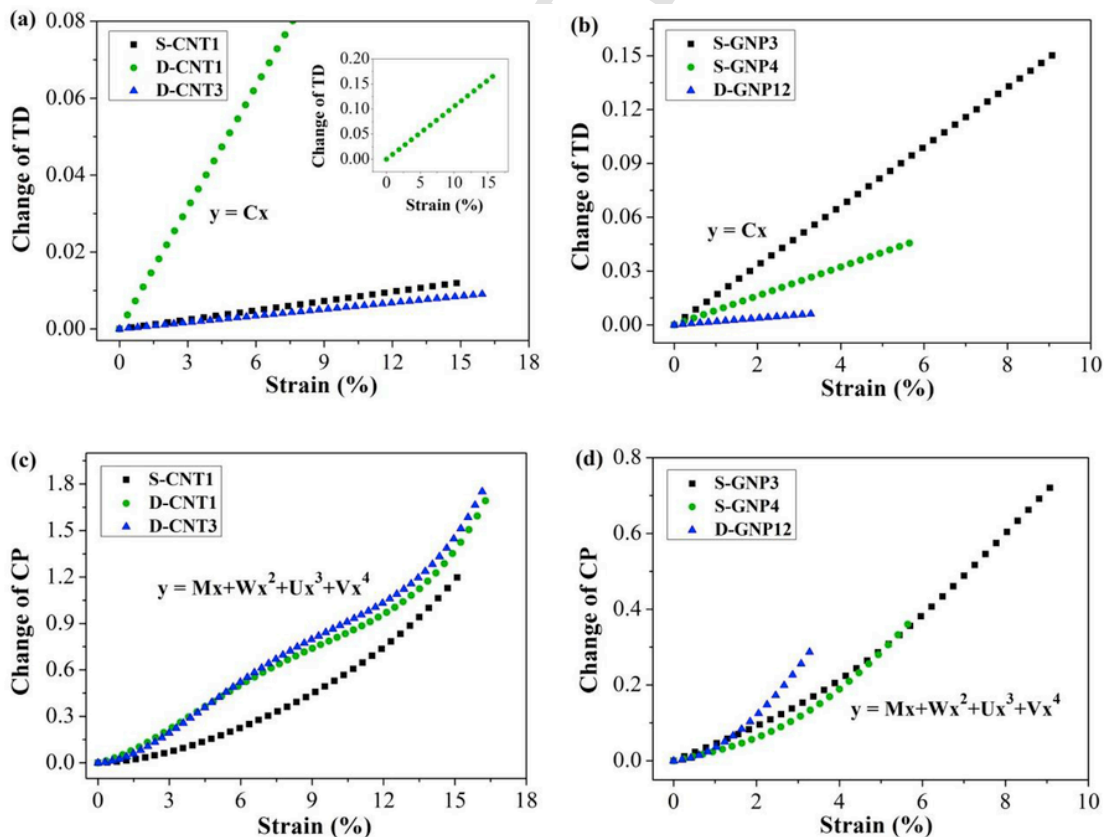 (a)
0.08
0.06
0.04
0.02
0.00
Change of TD
S-CNT1
D-CNT1
D-CNT3
y = Cx
0 3 6 9 12 15 18
Strain (%)
0.20
0.15
0.10
0.05
0.00
Change of TD
0 5 10 15
Strain (%)
(b)
0.15
0.12
0.09
0.06
0.03
0.00
Change of TD
S-GNP3
S-GNP4
D-GNP12
y = Cx
0 2 4 6 8 10
Strain (%)
(c)
1.8
1.5
1.2
0.9
0.6
0.3
0.0
Change of CP
S-CNT1
D-CNT1
D-CNT3
y = Mx+Wx²+Ux³+Vx⁴
0 3 6 9 12 15 18
Strain (%)
(d)
0.8
0.6
0.4
0.2
0.0
Change of CP
S-GNP3
S-GNP4
D-GNP12
y = Mx+Wx²+Ux³+Vx⁴
0 2 4 6 8 10
Strain (%)